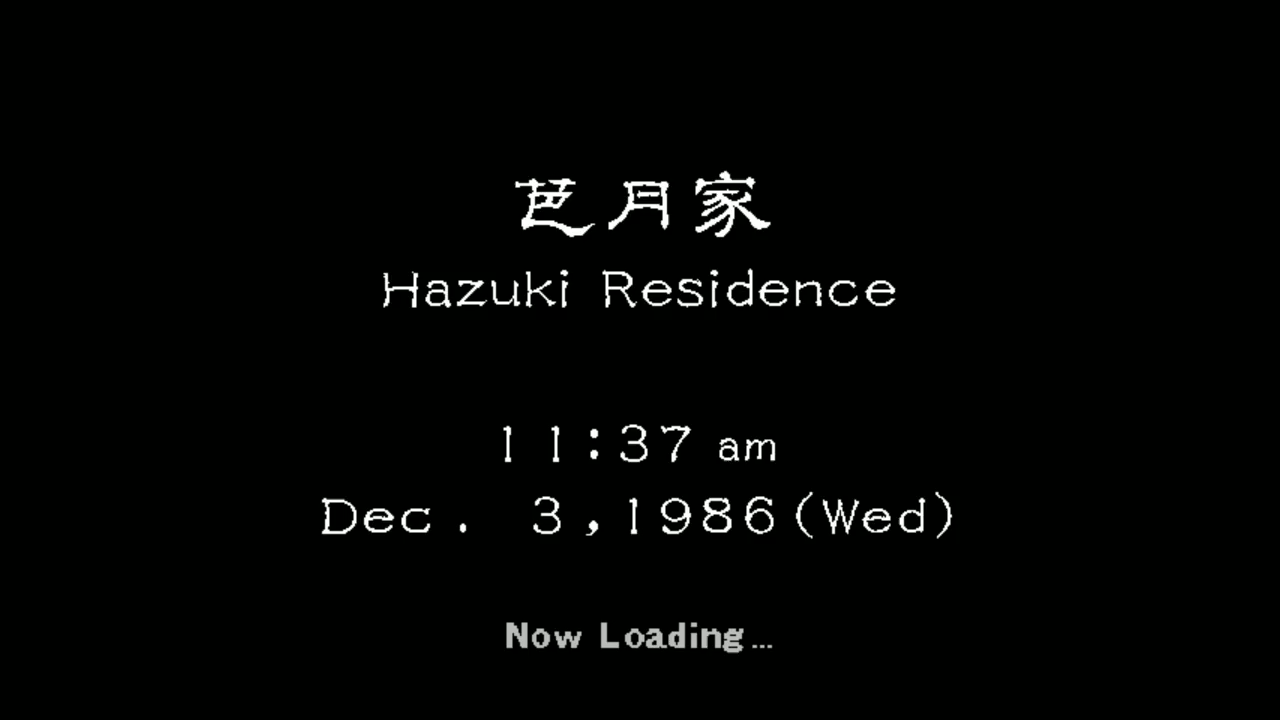 芭月家
Hazuki Residence
11:37 am
Dec. 3,1986(Wed)
Now Loading...